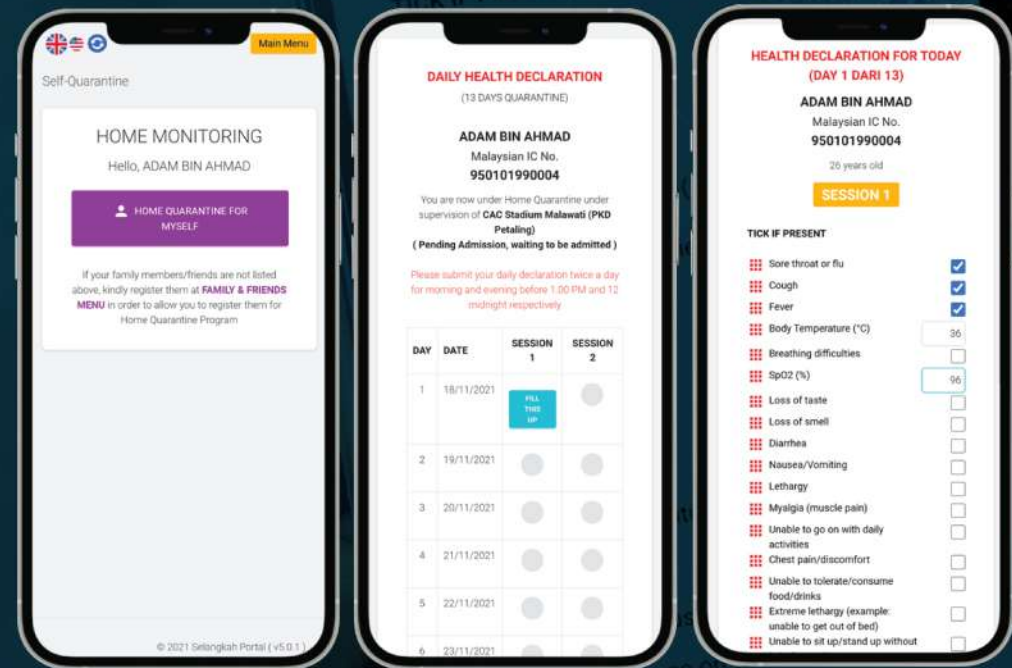 Main Menu
Self-Quarantine
HOME MONITORING
Hello, ADAM BIN AHMAD
HOME QUARANTINE FOR
MYSELF
If your family members/friends are not listed
above, kindly register them at FAMILY & FRIENDS
MENU in order to allow you to register them for
Home Quarantine Program
© 2021 Selangkah Portal ( v5.0.1 )
DAILY HEALTH DECLARATION
(13 DAYS QUARANTINE)
ADAM BIN AHMAD
Malaysian IC No.
950101990004
You are now under Home Quarantine under
supervision of CAC Stadium Malawati (PKD
Petaling)
( Pending Admission, waiting to be admitted )
Please submit your daily declaration twice a day
for morning and evening before 1.00 PM and 12
midnight respectively
DAY DATE SESSION 1 SESSION 2
1 18/11/2021 FILL THIS UP
2 19/11/2021
3 20/11/2021
4 21/11/2021
5 22/11/2021
6 23/11/2021
HEALTH DECLARATION FOR TODAY
(DAY 1 DARI 13)
ADAM BIN AHMAD
Malaysian IC No.
950101990004
26 years old
SESSION 1
TICK IF PRESENT
Sore throat or flu
Cough
Fever
Body Temperature (°C) 36
Breathing difficulties
SpO2 (%) 96
Loss of taste
Loss of smell
Diarrhea
Nausea/Vomiting
Lethargy
Myalgia (muscle pain)
Unable to go on with daily
activities
Chest pain/discomfort
Unable to tolerate/consume
food/drinks
Extreme lethargy (example:
unable to get out of bed)
Unable to sit up/stand up without